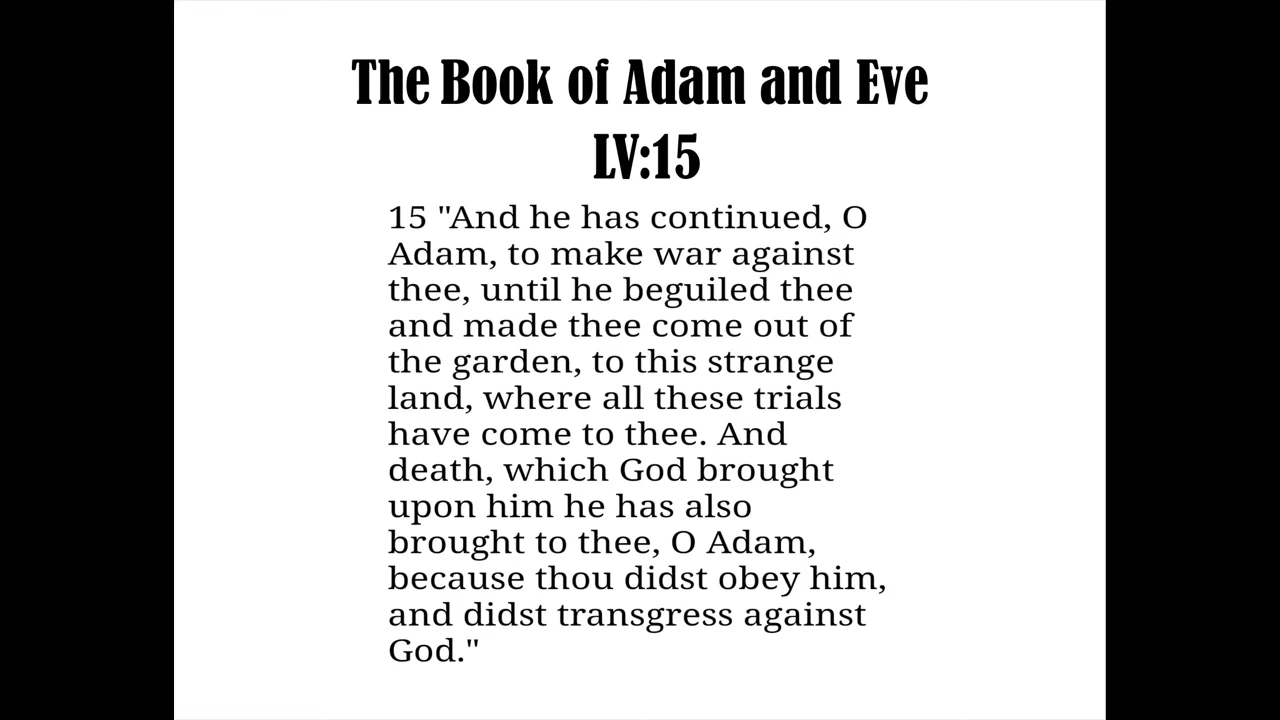 The Book of Adam and Eve
LV:15
15 "And he has continued, O
Adam, to make war against
thee, until he beguiled thee
and made thee come out of
the garden, to this strange
land, where all these trials
have come to thee. And
death, which God brought
upon him he has also
brought to thee, O Adam,
because thou didst obey him,
and didst transgress against
God."